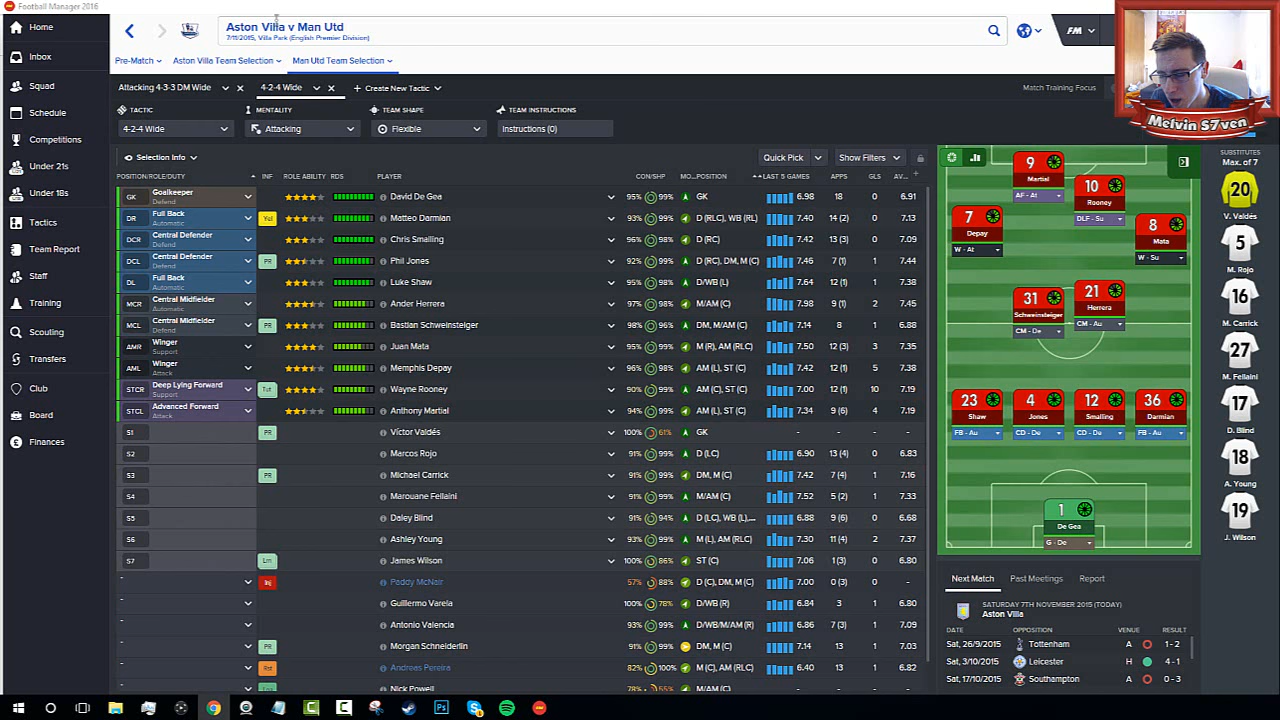 Football Manager 2016
Home
Inbox
Squad
Schedule
Competitions
Under 21s
Under 18s
Tactics
Team Report
Staff
Training
Scouting
Transfers
Club
Board
Finances
Aston Villa v Man Utd
7/11/2015, Villa Park (English Premier Division)
FM
Pre-Match Aston Villa Team Selection Man Utd Team Selection
Attacking 4-3-3 DM Wide 4-2-4 Wide Create New Tactic Match Training Focus
TACTIC MENTALITY TEAM SHAPE TEAM INSTRUCTIONS
4-2-4 Wide Attacking Flexible Instructions (0)
Melvin S7ven
Selection Info Quick Pick Show Filters
POSITION/ROLE/DUTY INF ROLE ABILITY RDS PLAYER CON/SHP MO... POSITION LAST 5 GAMES APPS GLS AV...
GK Goalkeeper Defend David De Gea 95% 99% GK 6.98 18 0 6.91
DR Full Back Automatic Yel Matteo Darmian 93% 99% D (RLC), WB (RL) 7.40 14 (2) 0 7.13
DCR Central Defender Defend Chris Smalling 96% 98% D (RC) 7.42 13 (3) 0 7.09
DCL Central Defender Defend PR Phil Jones 92% 99% D (RC), DM, M (C) 7.46 7 (1) 1 7.44
DL Full Back Automatic Luke Shaw 95% 98% D/WB (L) 7.64 12 (1) 1 7.38
MCR Central Midfielder Automatic Ander Herrera 97% 98% M/AM (C) 7.98 9 (1) 2 7.45
MCL Central Midfielder Defend PR Bastian Schweinsteiger 98% 96% DM, M/AM (C) 7.14 8 1 6.88
AMR Winger Support Juan Mata 95% 99% M (R), AM (RLC) 7.50 12 (2) 3 7.35
AML Winger Attack Memphis Depay 96% 98% AM (L), ST (C) 7.42 12 (2) 5 7.38
STCR Deep Lying Forward Support Tut Wayne Rooney 90% 99% AM (C), ST (C) 7.00 12 (2) 10 7.19
STCL Advanced Forward Attack Anthony Martial 94% 99% AM (L), ST (C) 7.34 9 (6) 4 7.19
S1 PR Víctor Valdés 100% 61% GK - - - -
S2 Marcos Rojo 91% 99% D (LC) 6.90 13 (4) 0 6.83
S3 PR Michael Carrick 91% 99% DM, M (C) 7.42 7 (4) 1 7.16
S4 Marouane Fellaini 91% 99% M/AM (C) 7.52 5 (2) 1 7.33
S5 Daley Blind 91% 94% D (LC), WB (L),... 6.88 9 (6) 0 6.68
S6 Ashley Young 91% 99% M (L), AM (RLC) 7.30 11 (4) 2 7.37
S7 Lrn James Wilson 100% 86% ST (C) 7.06 1 (3) 0 6.80
- Inj Paddy McNair 57% 88% D (C), DM, M (C) 7.00 0 (3) 0 -
- Guillermo Varela 100% 78% D/WB (R) 6.84 3 1 6.80
- Antonio Valencia 91% 99% D/WB/M/AM (R) 6.86 7 (3) 1 7.09
- PR Morgan Schneiderlin 91% 99% DM, M (C) 7.14 13 1 7.03
- Rst Andreas Pereira 82% 100% M (C), AM (RLC) 6.40 13 0 6.82
Nick Powell 78% 55% M/AM (C)
9 Martial AF - At
10 Rooney DLF - Su
7 Depay W - At
8 Mata W - Su
31 Schweinsteiger CM - De
21 Herrera CM - Au
23 Shaw FB - Au
4 Jones CD - De
12 Smalling CD - De
36 Darmian FB - Au
1 De Gea G - De
SUBSTITUTES
Max. of 7
20 V. Valdés
5 M. Rojo
16 M. Carrick
27 M. Fellaini
17 D. Blind
18 A. Young
19 J. Wilson
Next Match Past Meetings Report
SATURDAY 7TH NOVEMBER 2015 (TODAY)
Aston Villa
DATE OPPOSITION VENUE RESULT
Sat, 26/9/2015 Tottenham A 1-2
Sat, 3/10/2015 Leicester H 4-1
Sat, 17/10/2015 Southampton A 0-3